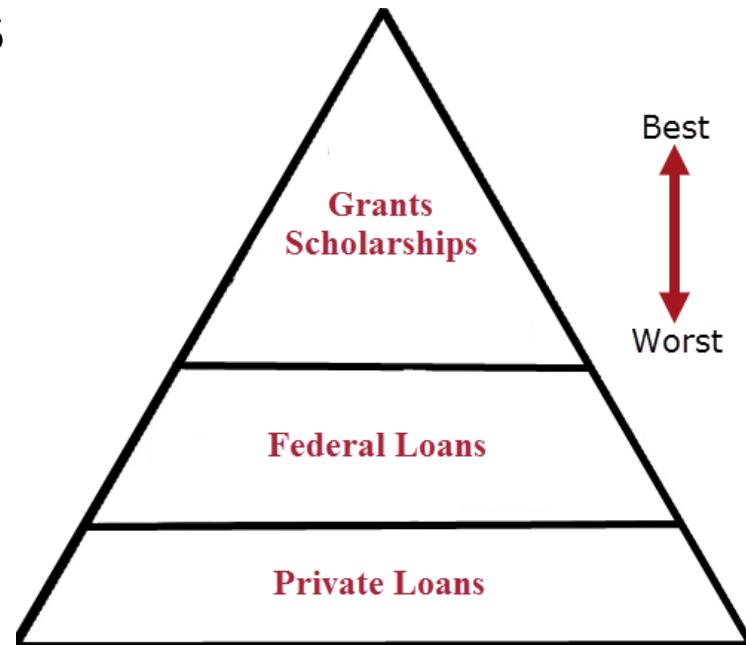 s
Best
Grants
Scholarships
Worst
Federal Loans
Private Loans